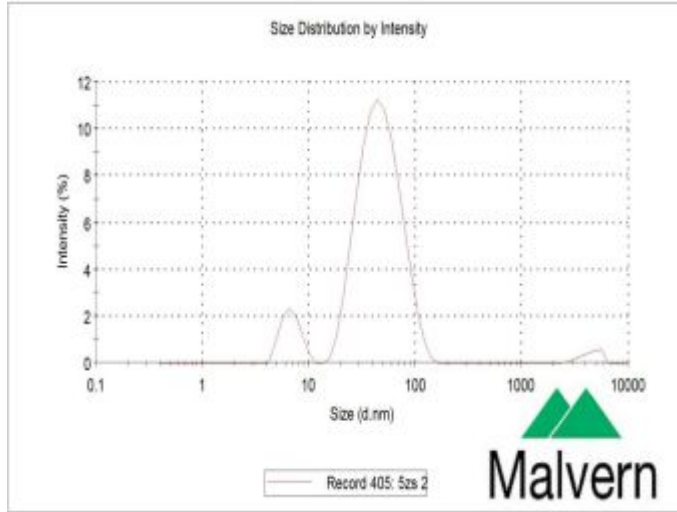 Size Distribution by Intensity
12
10
8
6
4
2
0
Intensity (%)
0.1 1 10 100 1000 10000
Size (d.nm)
Record 405: 5zs 2
Malvern